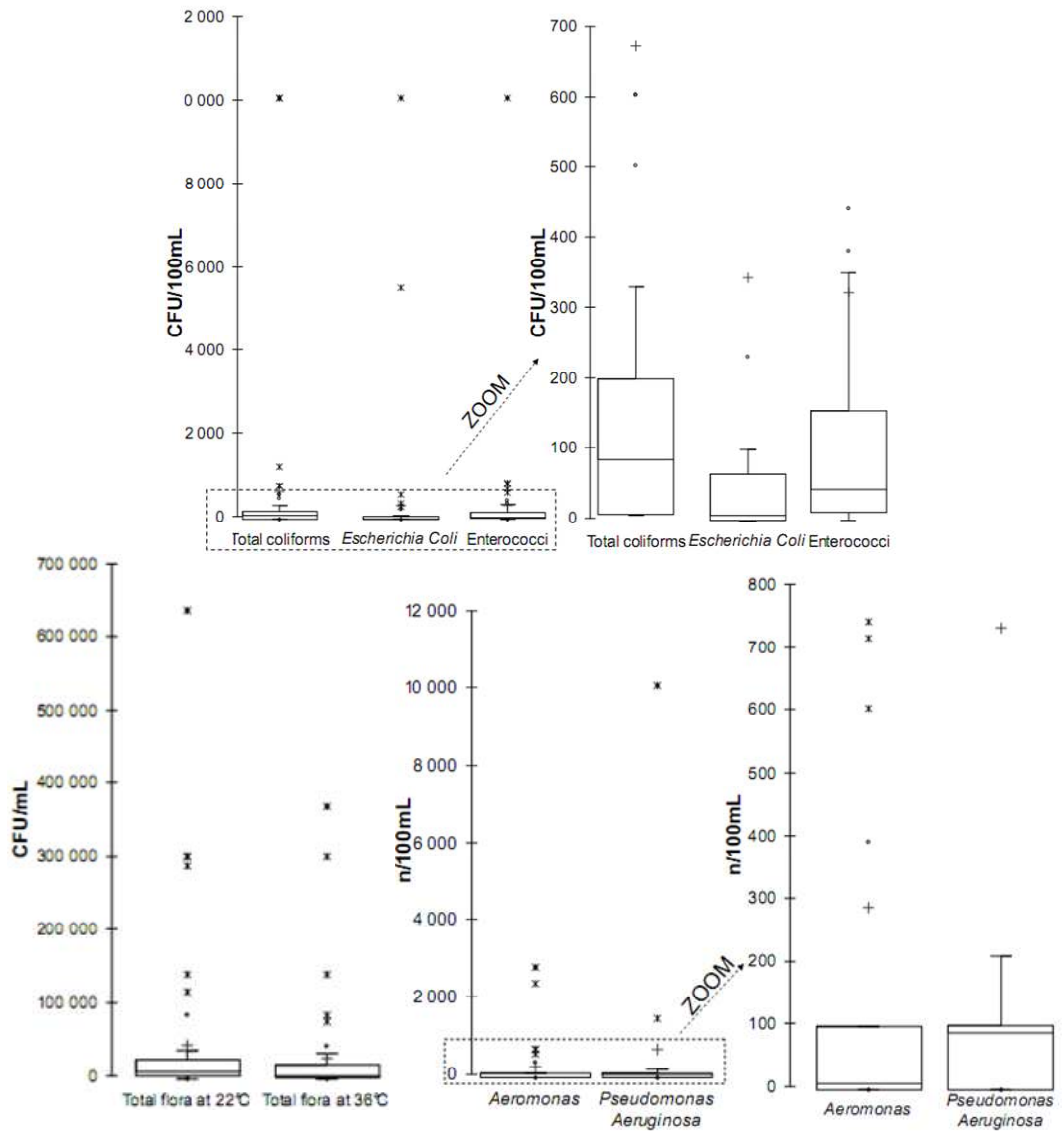 2 000
0 000
8 000
6 000
4 000
2 000
0
CFU/100mL
Total coliforms Escherichia Coli Enterococci
ZOOM
700
600
500
400
300
200
100
0
CFU/100mL
Total coliforms Escherichia Coli Enterococci
700 000
600 000
500 000
400 000
300 000
200 000
100 000
0
CFU/mL
Total flora at 22°C Total flora at 36°C
12 000
10 000
8 000
6 000
4 000
2 000
0
n/100mL
Aeromonas Pseudomonas
Aeruginosa
ZOOM
800
700
600
500
400
300
200
100
0
n/100mL
Aeromonas Pseudomonas
Aeruginosa